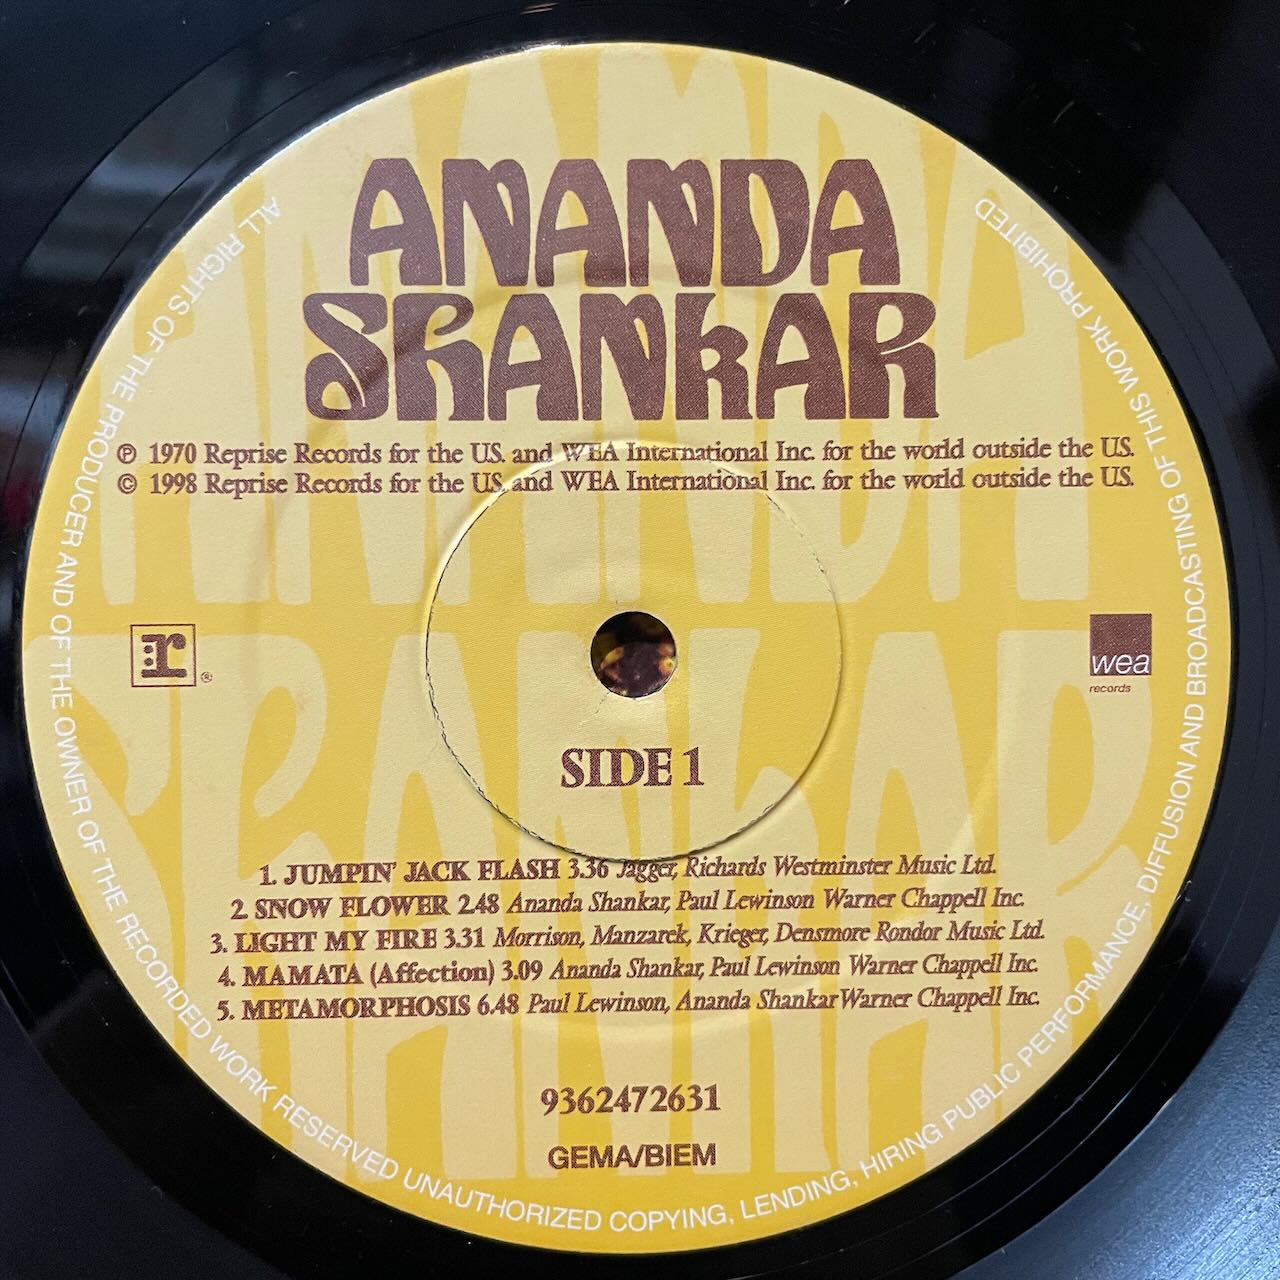 ANANDA
SHANKAR
℗ 1970 Reprise Records for the US. and WEA International Inc. for the world outside the US.
© 1998 Reprise Records for the US. and WEA International Inc. for the world outside the US.
r ®
wea
records
SIDE 1
1. JUMPIN' JACK FLASH 3.36 Jagger, Richards Westminster Music Ltd.
2. SNOW FLOWER 2.48 Ananda Shankar, Paul Lewinson Warner Chappell Inc.
3. LIGHT MY FIRE 3.31 Morrison, Manzarek, Krieger, Densmore Rondor Music Ltd.
4. MAMATA (Affection) 3.09 Ananda Shankar, Paul Lewinson Warner Chappell Inc.
5. METAMORPHOSIS 6.48 Paul Lewinson, Ananda Shankar Warner Chappell Inc.
9362472631
GEMA/BIEM
ALL RIGHTS OF THE PRODUCER AND OF THE OWNER OF THE RECORDED WORK RESERVED UNAUTHORIZED COPYING, LENDING, HIRING PUBLIC PERFORMANCE, DIFFUSION AND BROADCASTING OF THIS WORK PROHIBITED
ANANDA
SHANKAR